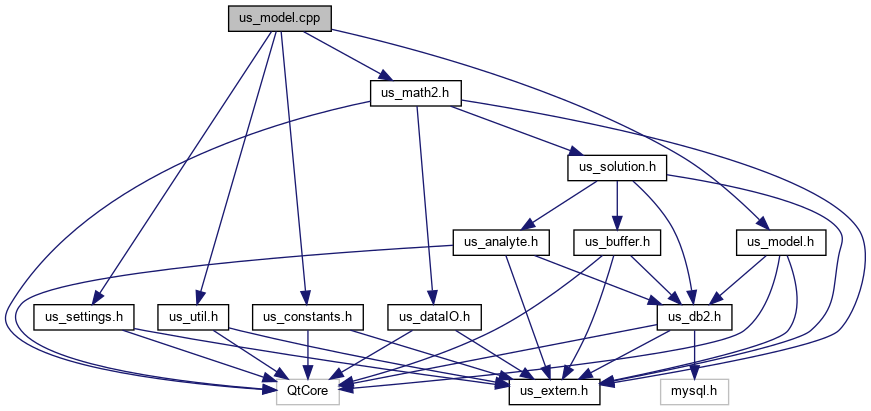 us_model.cpp
us_math2.h
us_solution.h
us_analyte.h
us_buffer.h
us_model.h
us_settings.h
us_util.h
us_constants.h
us_dataIO.h
us_db2.h
QtCore
us_extern.h
mysql.h